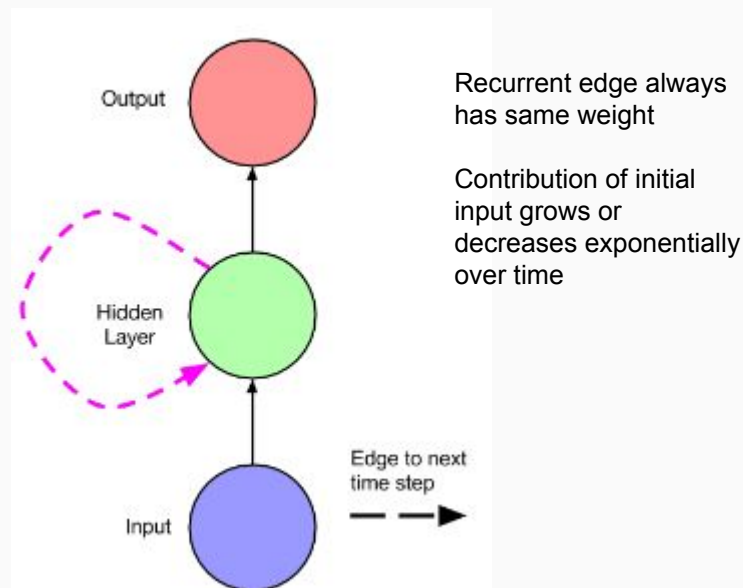 Output
Recurrent edge always
has same weight
Contribution of initial
input grows or
decreases exponentially
over time
Hidden
Layer
Edge to next
time step
Input